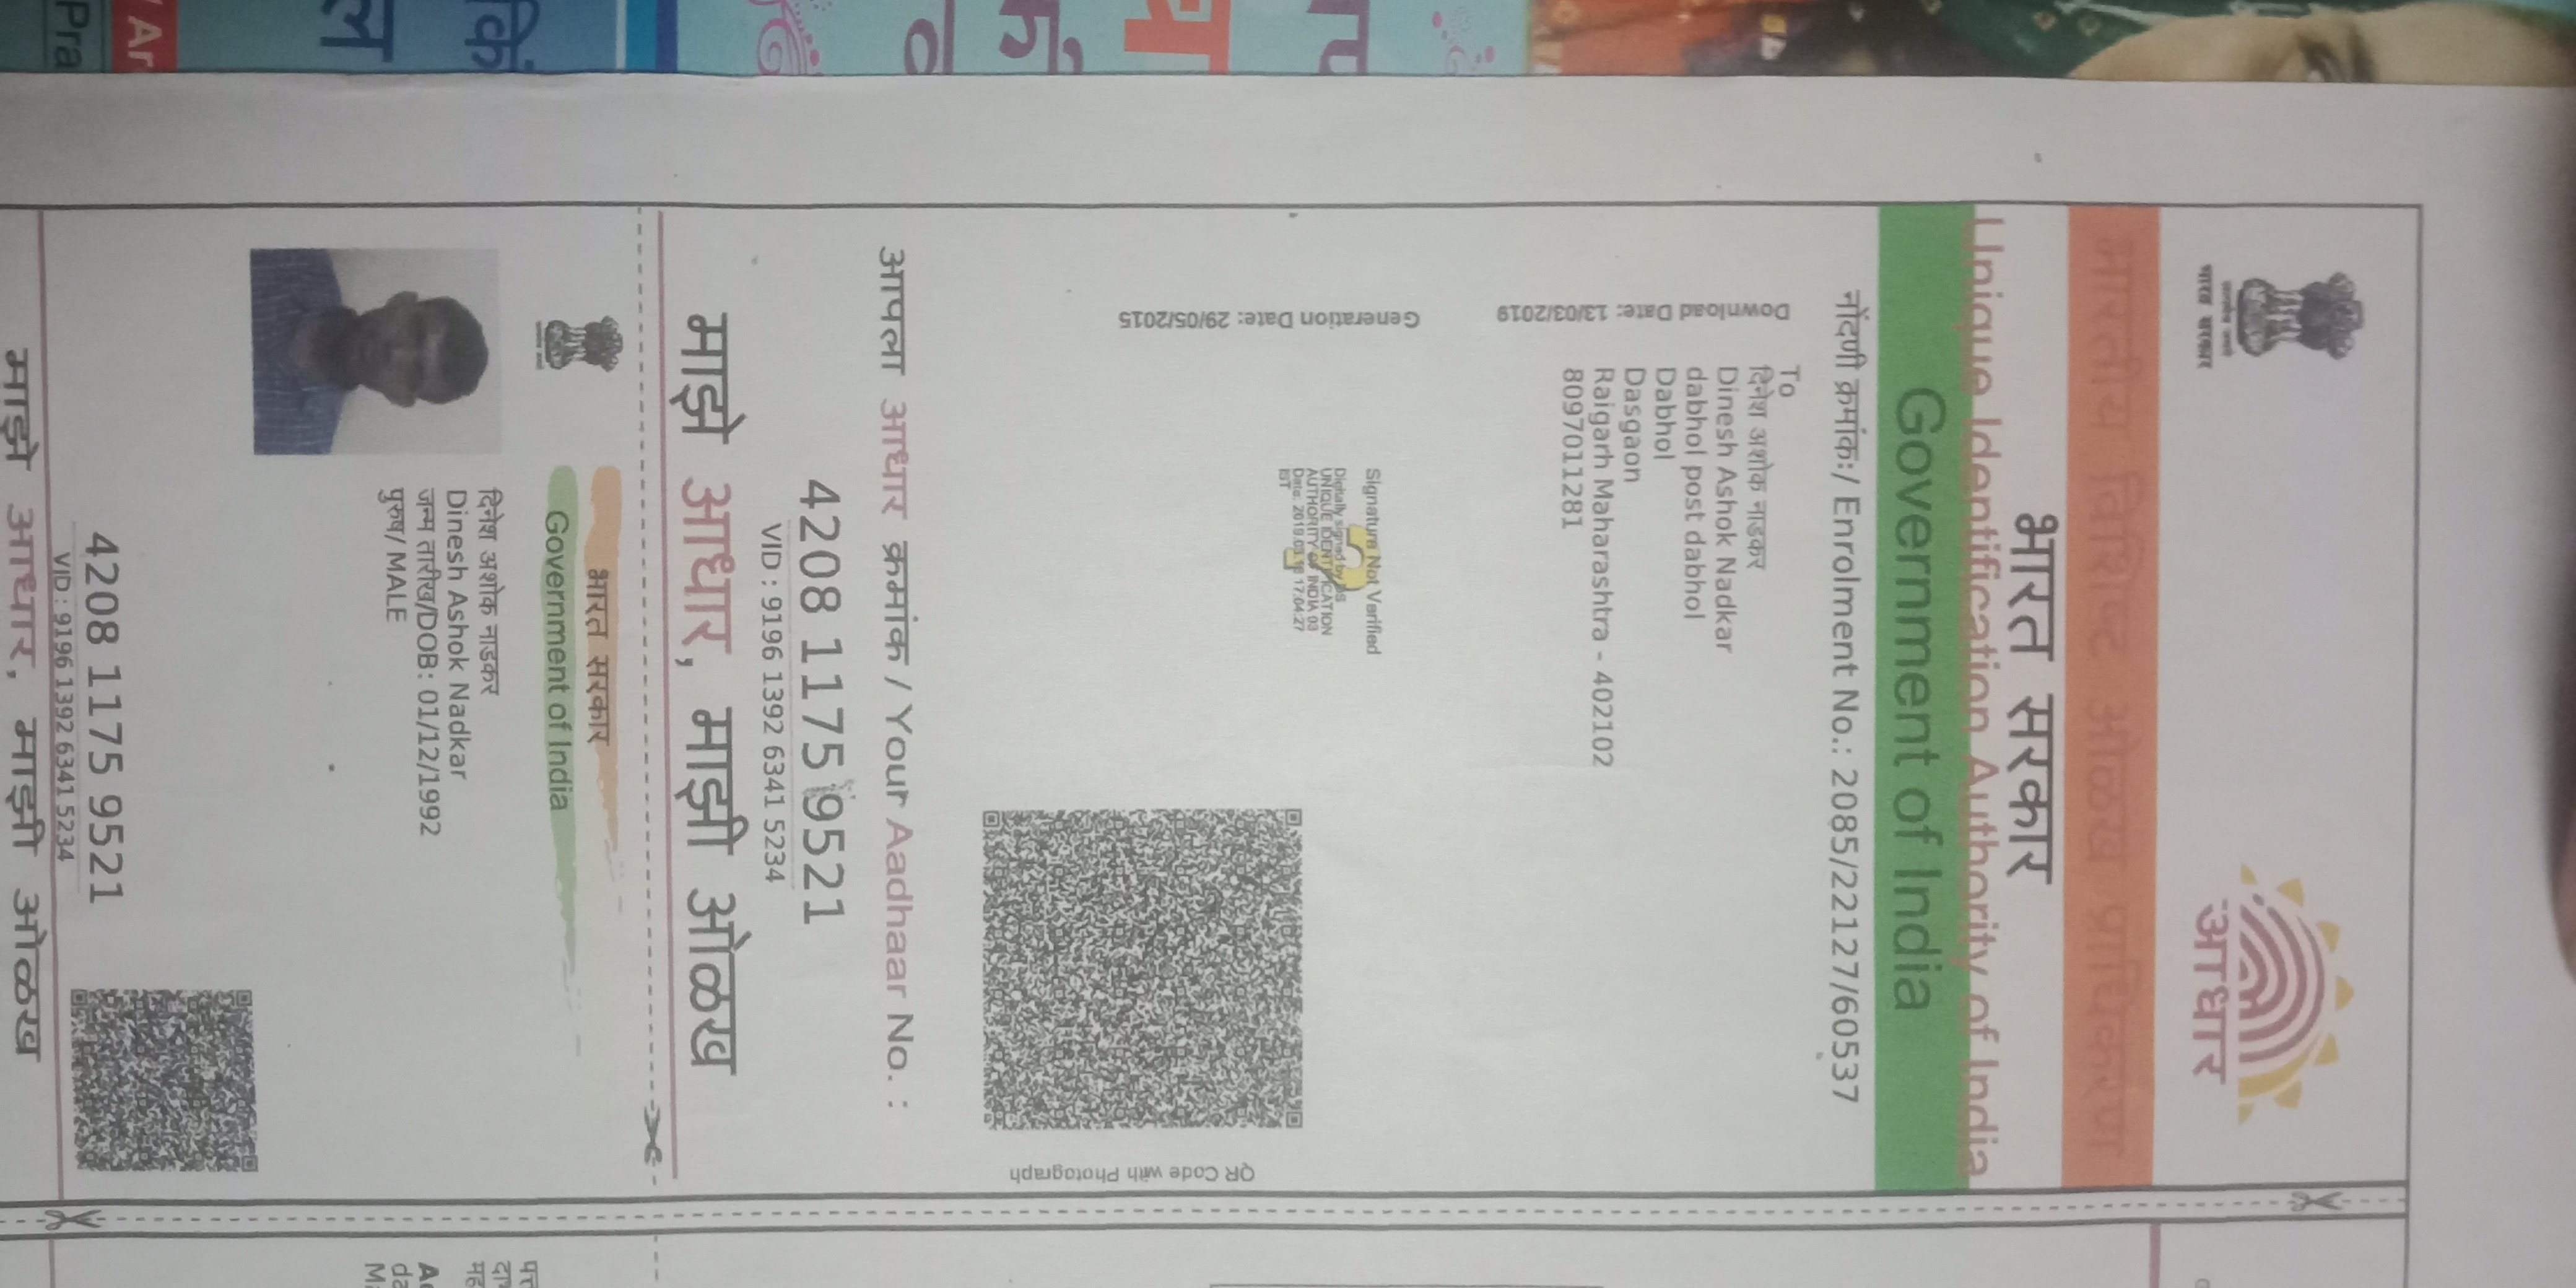 भारत सरकार
आधार
भारतीय विशिष्ट ओळख प्राधिकरण
भारत सरकार
Unique Identification Authority of India
Government of India
नोंदणी क्रमांक:/ Enrolment No.: 2085/22127/60537
Download Date: 13/03/2019
To
दिनेश अशोक नाडकर
Dinesh Ashok Nadkar
dabhol post dabhol
Dabhol
Dasgaon
Raigarh Maharashtra - 402102
8097011281
Generation Date: 29/05/2015
Signature Not Verified
Digitally signed by DS
UNIQUE IDENTIFICATION
AUTHORITY OF INDIA 03
Date: 2019.03. 17:04:27
IST
QR Code with Photograph
आपला आधार क्रमांक / Your Aadhaar No. :
4208 1175 9521
VID : 9196 1392 6341 5234
माझे आधार, माझी ओळख
भारत सरकार
Government of India
दिनेश अशोक नाडकर
Dinesh Ashok Nadkar
जन्म तारीख/DOB: 01/12/1992
पुरुष/ MALE
4208 1175 9521
VID : 9196 1392 6341 5234
माझे आधार, माझी ओळख